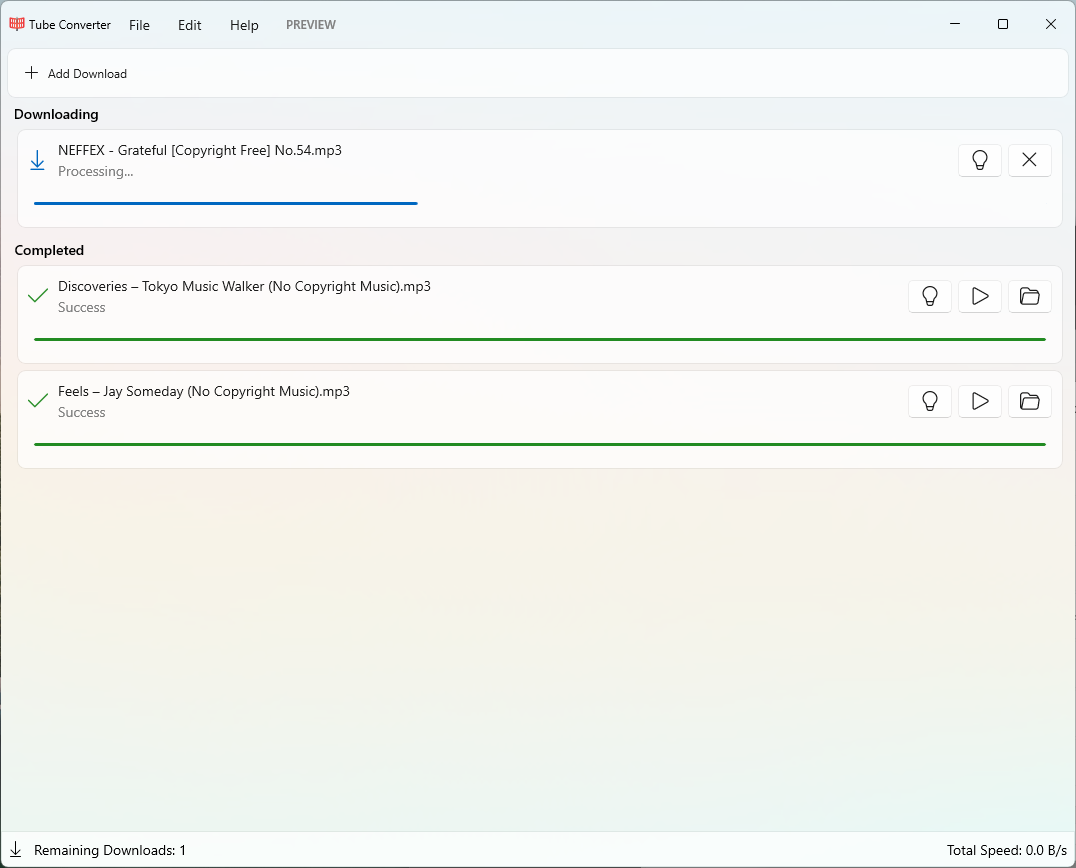 Tube Converter File Edit Help PREVIEW
Add Download
Downloading
NEFFEX - Grateful [Copyright Free] No.54.mp3
Processing...
Completed
Discoveries – Tokyo Music Walker (No Copyright Music).mp3
Success
Feels – Jay Someday (No Copyright Music).mp3
Success
Remaining Downloads: 1 Total Speed: 0.0 B/s